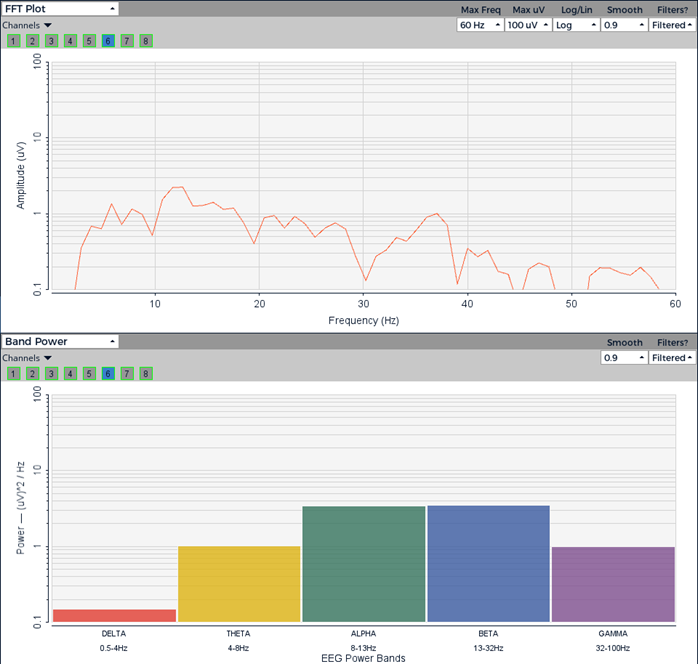 FFT Plot
Max Freq Max uV Log/Lin Smooth Filters?
Channels
60 Hz 100 uV Log 0.9 Filtered
1 2 3 4 5 6 7 8
Amplitude (uV)
100
10
1
0.1
10 20 30 40 50 60
Frequency (Hz)
Band Power
Smooth Filters?
Channels
0.9 Filtered
1 2 3 4 5 6 7 8
Power — (uV)^2 / Hz
100
10
1
0.1
DELTA THETA ALPHA BETA GAMMA
0.5-4Hz 4-8Hz 8-13Hz 13-32Hz 32-100Hz
EEG Power Bands